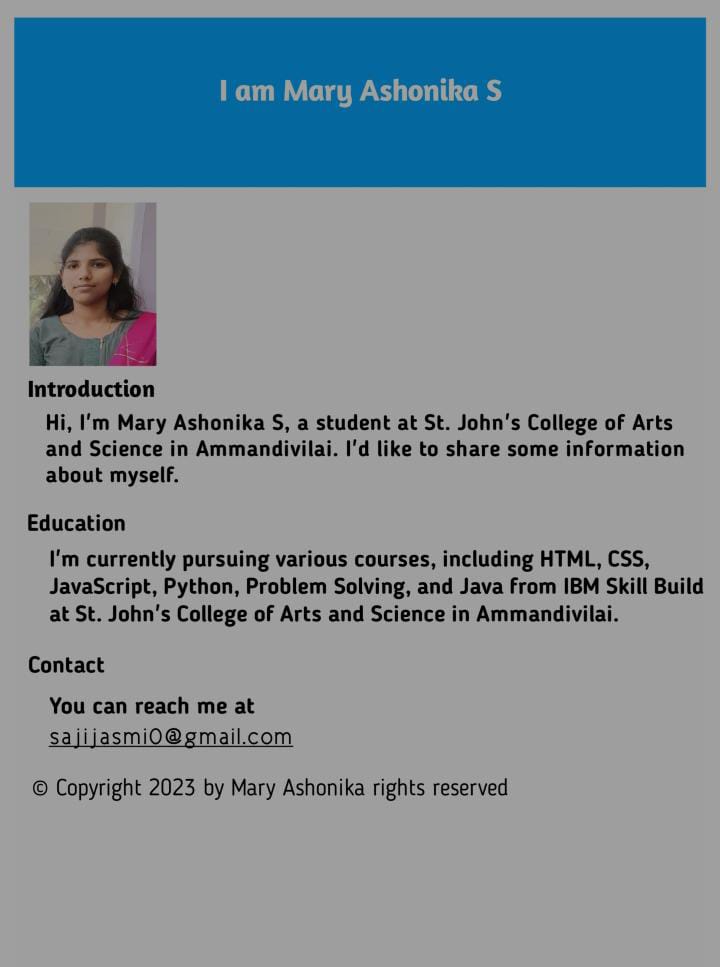 I am Mary Ashonika S
Introduction
Hi, I'm Mary Ashonika S, a student at St. John's College of Arts
and Science in Ammandivilai. I'd like to share some information
about myself.
Education
I'm currently pursuing various courses, including HTML, CSS,
JavaScript, Python, Problem Solving, and Java from IBM Skill Build
at St. John's College of Arts and Science in Ammandivilai.
Contact
You can reach me at
sajijasmi0@gmail.com
© Copyright 2023 by Mary Ashonika rights reserved